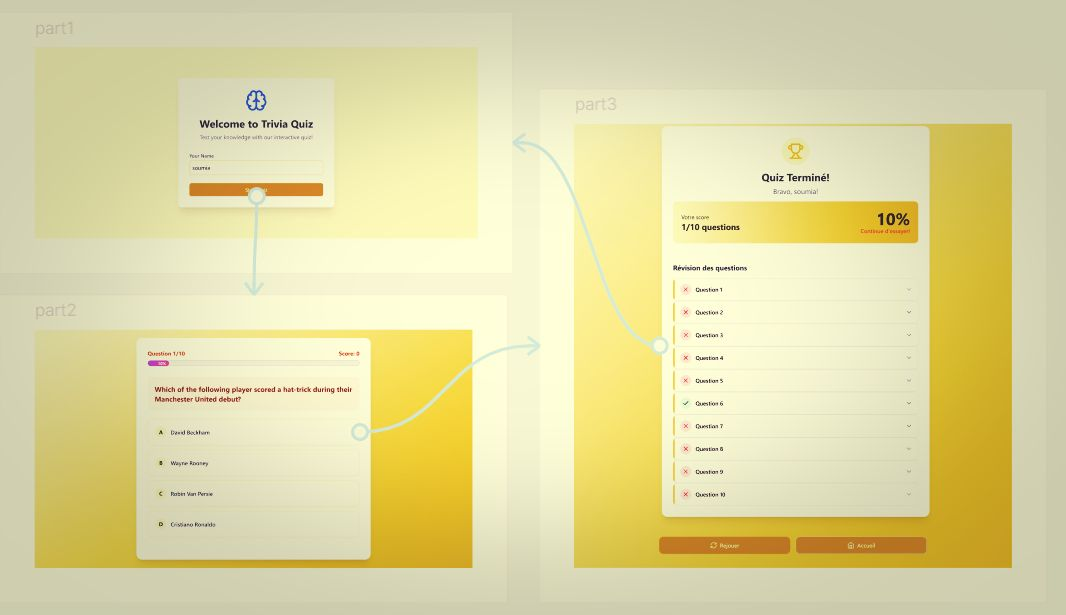 part1
Welcome to Trivia Quiz
Test your knowledge with our interactive quiz!
Your Name
soumia
part2
Question 1/10
Score: 0
10%
Which of the following player scored a hat-trick during their
Manchester United debut?
A David Beckham
B Wayne Rooney
C Robin Van Persie
D Cristiano Ronaldo
part3
Quiz Terminé!
Bravo, soumia!
Votre score
1/10 questions
10%
Continue d'essayer!
Révision des questions
Question 1
Question 2
Question 3
Question 4
Question 5
Question 6
Question 7
Question 8
Question 9
Question 10
Rejouer
Accueil